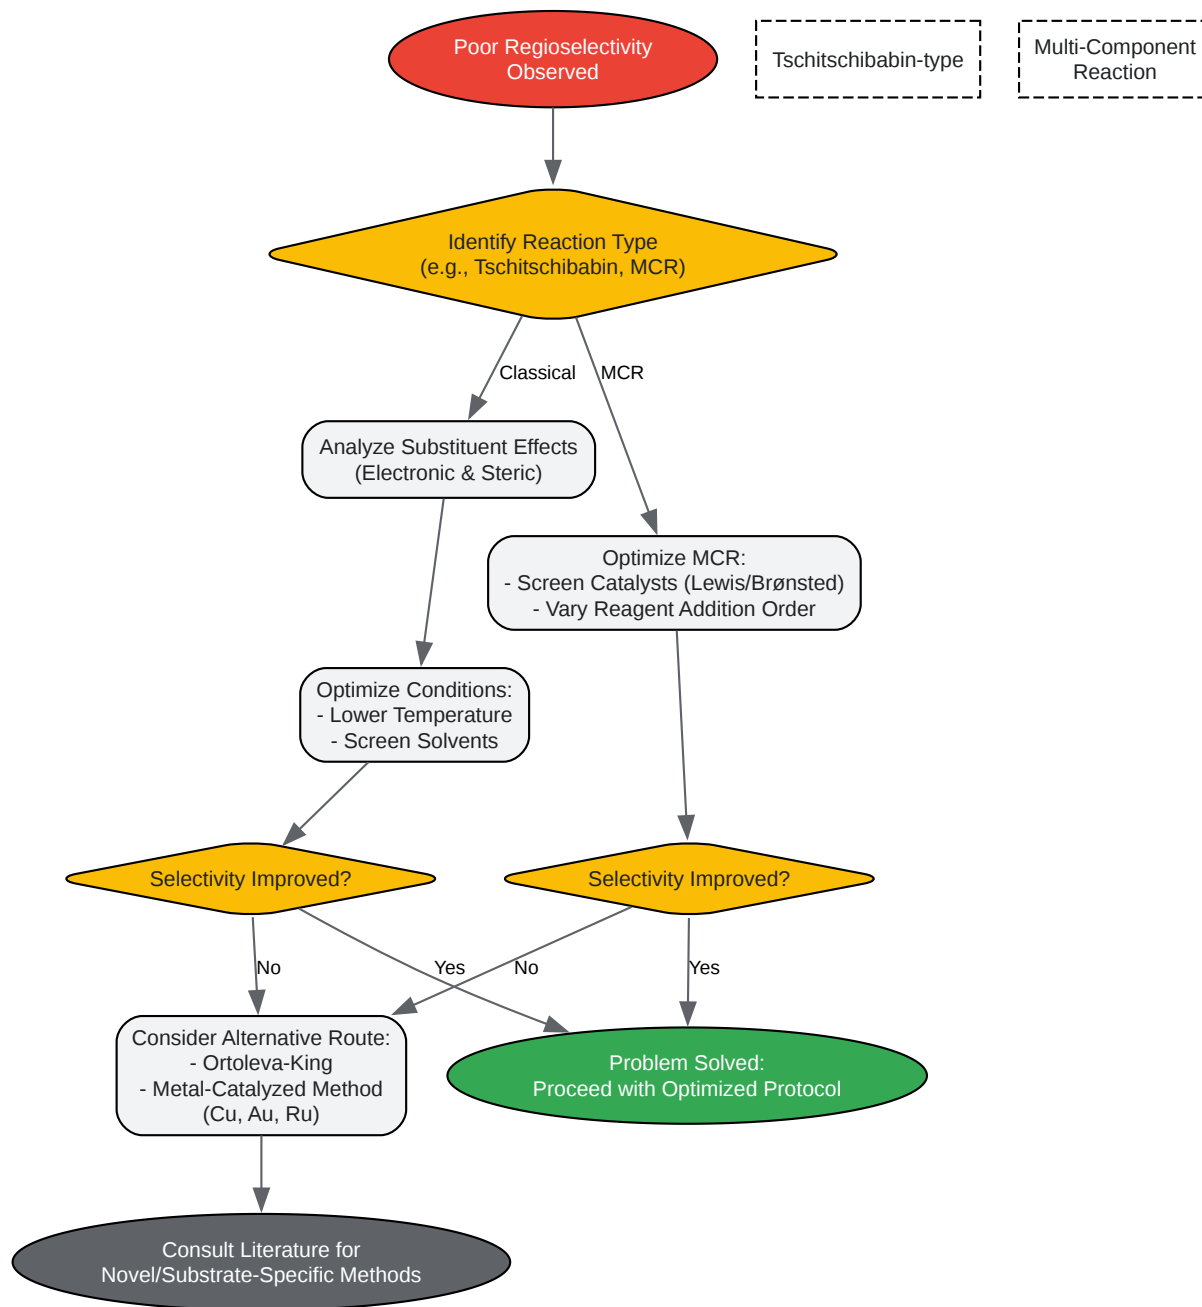 Poor Regioselectivity
Observed
Tschitschibabin-type
Multi-Component
Reaction
Identify Reaction Type
(e.g., Tschitschibabin, MCR)
Classical
MCR
Analyze Substituent Effects
(Electronic & Steric)
Optimize MCR:
- Screen Catalysts (Lewis/Brønsted)
- Vary Reagent Addition Order
Optimize Conditions:
- Lower Temperature
- Screen Solvents
Selectivity Improved?
Selectivity Improved?
No
Yes
No
Yes
Consider Alternative Route:
- Ortoleva-King
- Metal-Catalyzed Method
(Cu, Au, Ru)
Problem Solved:
Proceed with Optimized Protocol
Consult Literature for
Novel/Substrate-Specific Methods